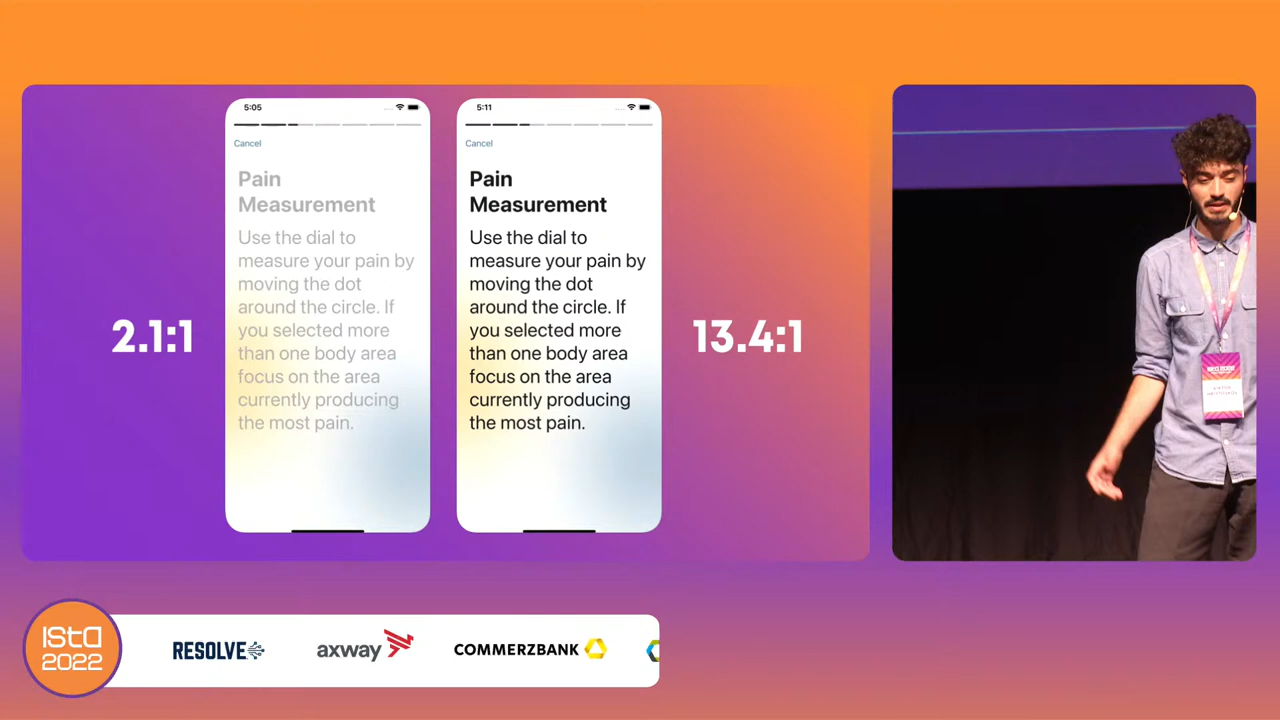 5:05
Cancel
Pain
Measurement
Use the dial to
measure your pain by
moving the dot
around the circle. If
you selected more
than one body area
focus on the area
currently producing
the most pain.
2.1:1
5:11
Cancel
Pain
Measurement
Use the dial to
measure your pain by
moving the dot
around the circle. If
you selected more
than one body area
focus on the area
currently producing
the most pain.
13.4:1
ISTA
2022
RESOLVE
axway
COMMERZBANK